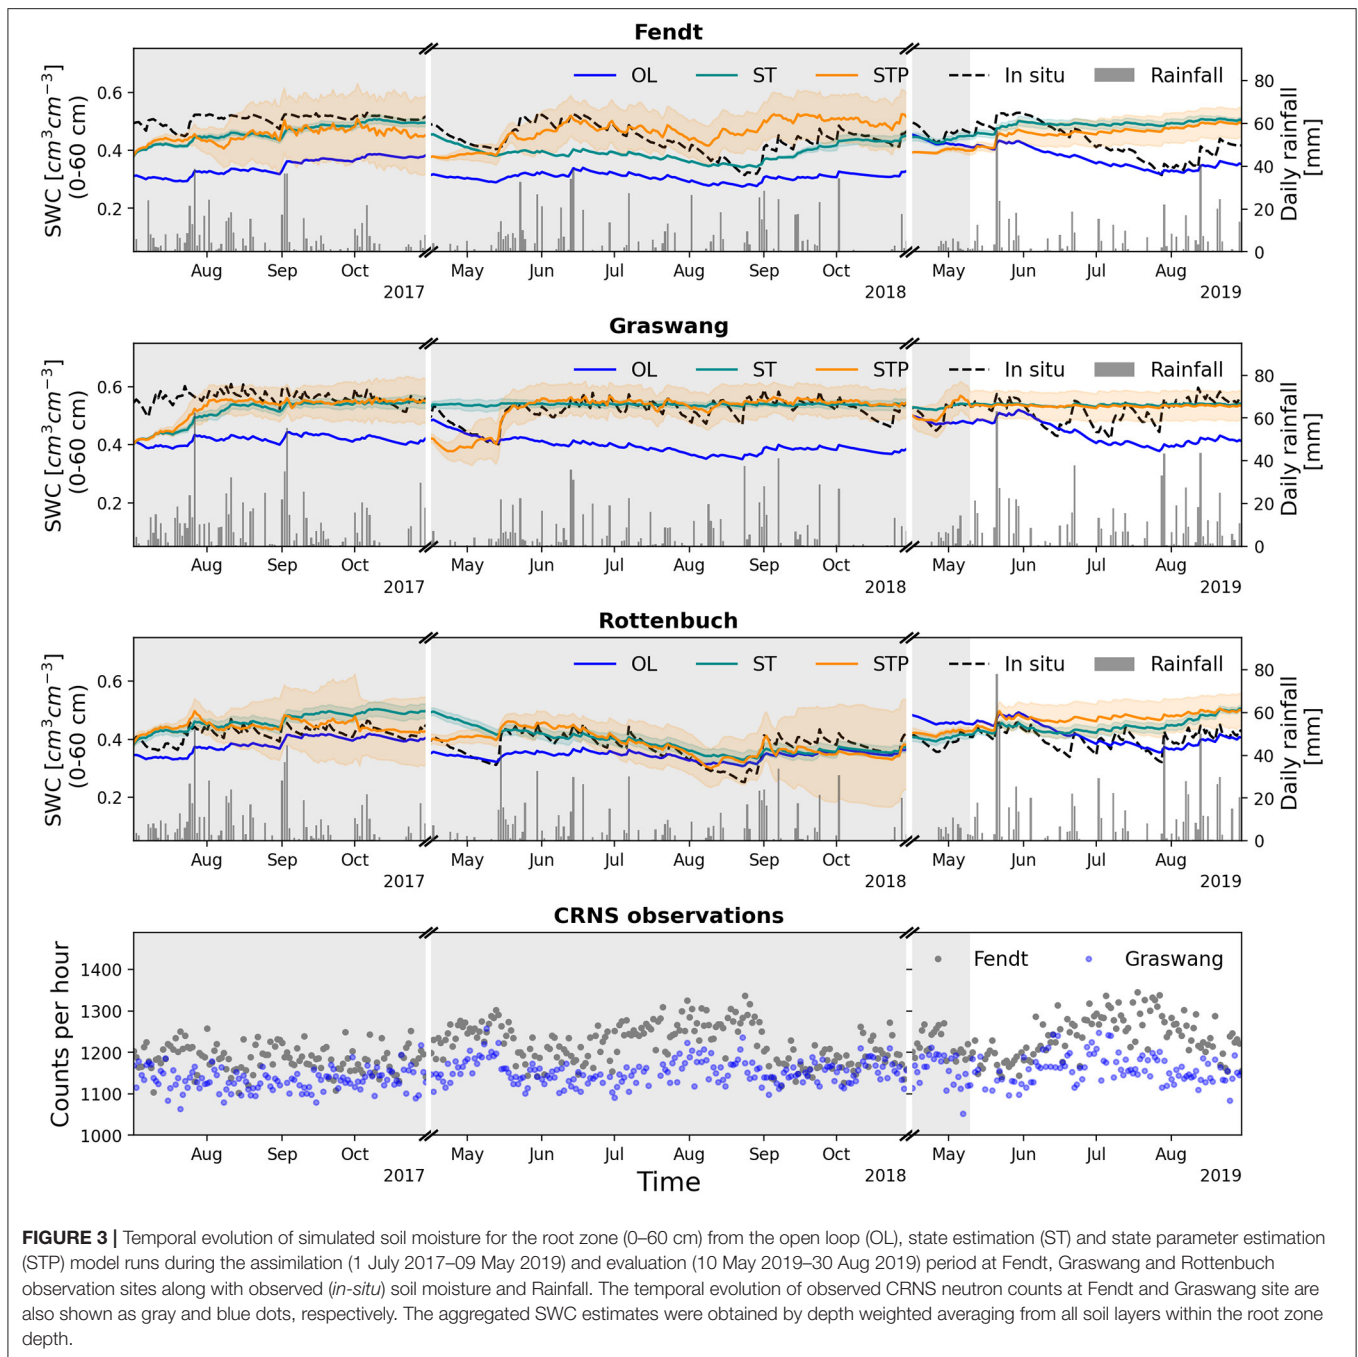 Fendt
OL ST STP In situ Rainfall
SWC [cm³cm⁻³]
(0-60 cm)
0.6
0.4
0.2
80
60
40
20
0
Daily rainfall
[mm]
Aug Sep Oct May Jun Jul Aug Sep Oct May Jun Jul Aug
2017 2018 2019
Graswang
OL ST STP In situ Rainfall
SWC [cm³cm⁻³]
(0-60 cm)
0.6
0.4
0.2
80
60
40
20
0
Daily rainfall
[mm]
Aug Sep Oct May Jun Jul Aug Sep Oct May Jun Jul Aug
2017 2018 2019
Rottenbuch
OL ST STP In situ Rainfall
SWC [cm³cm⁻³]
(0-60 cm)
0.6
0.4
0.2
80
60
40
20
0
Daily rainfall
[mm]
Aug Sep Oct May Jun Jul Aug Sep Oct May Jun Jul Aug
2017 2018 2019
CRNS observations
Fendt Graswang
Counts per hour
1400
1300
1200
1100
1000
Aug Sep Oct May Jun Jul Aug Sep Oct May Jun Jul Aug
2017 2018 2019
Time
FIGURE 3 | Temporal evolution of simulated soil moisture for the root zone (0–60 cm) from the open loop (OL), state estimation (ST) and state parameter estimation
(STP) model runs during the assimilation (1 July 2017–09 May 2019) and evaluation (10 May 2019–30 Aug 2019) period at Fendt, Graswang and Rottenbuch
observation sites along with observed (in-situ) soil moisture and Rainfall. The temporal evolution of observed CRNS neutron counts at Fendt and Graswang site are
also shown as gray and blue dots, respectively. The aggregated SWC estimates were obtained by depth weighted averaging from all soil layers within the root zone
depth.